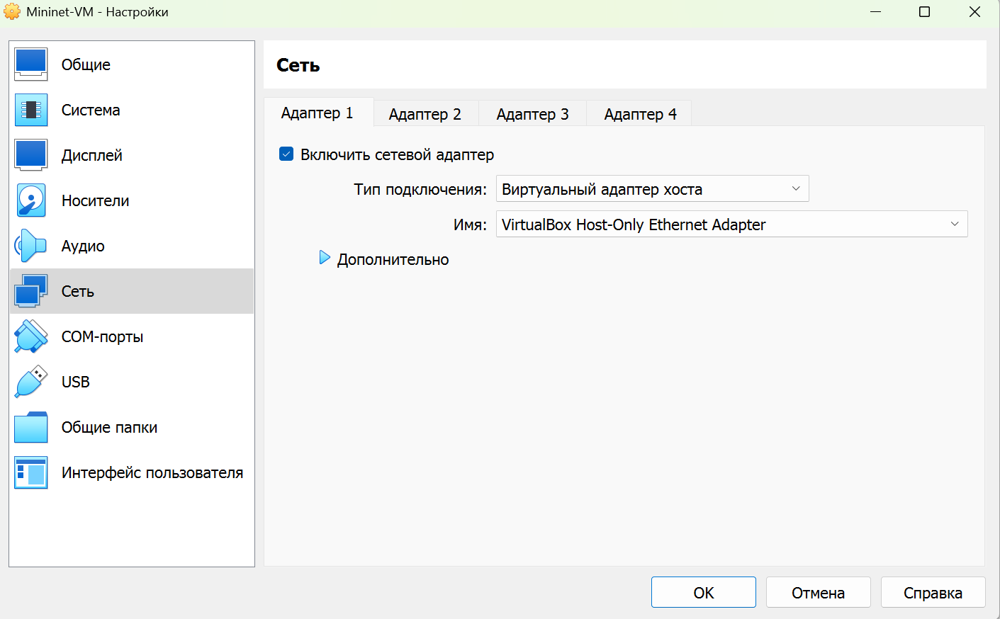 Mininet-VM - Настройки
Общие
Система
Дисплей
Носители
Аудио
Сеть
COM-порты
USB
Общие папки
Интерфейс пользователя
Сеть
Адаптер 1
Адаптер 2
Адаптер 3
Адаптер 4
Включить сетевой адаптер
Тип подключения: Виртуальный адаптер хоста
Имя: VirtualBox Host-Only Ethernet Adapter
Дополнительно
OK
Отмена
Справка